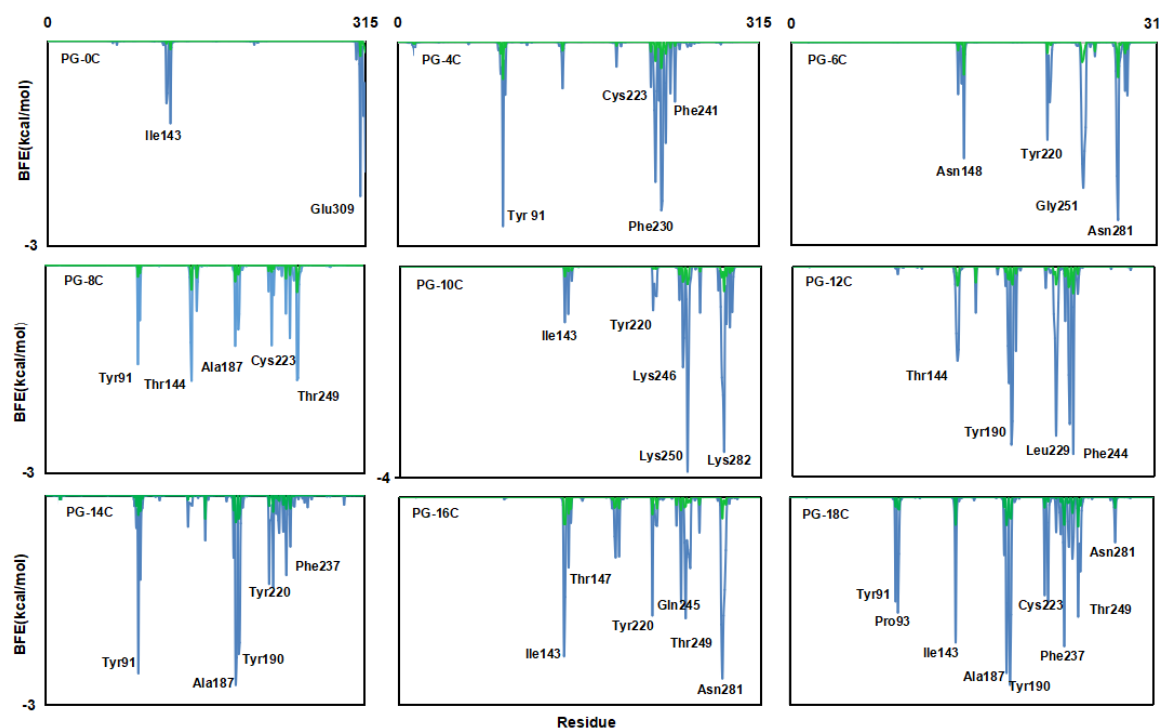 0 315 0 315 0 31
PG-0C
Ile143
Glu309
BFE(kcal/mol)
-3
PG-4C
Cys223
Phe241
Tyr 91
Phe230
PG-6C
Asn148
Tyr220
Gly251
Asn281
PG-8C
Tyr91
Thr144
Ala187
Cys223
Thr249
BFE(kcal/mol)
-3
PG-10C
Ile143
Tyr220
Lys246
Lys250
Lys282
-4
PG-12C
Thr144
Tyr190
Leu229
Phe244
PG-14C
Phe237
Tyr220
Tyr91
Tyr190
Ala187
BFE(kcal/mol)
-3
PG-16C
Thr147
Gln245
Tyr220
Thr249
Ile143
Asn281
PG-18C
Asn281
Tyr91
Cys223
Thr249
Pro93
Ile143
Phe237
Ala187
Tyr190
Residue